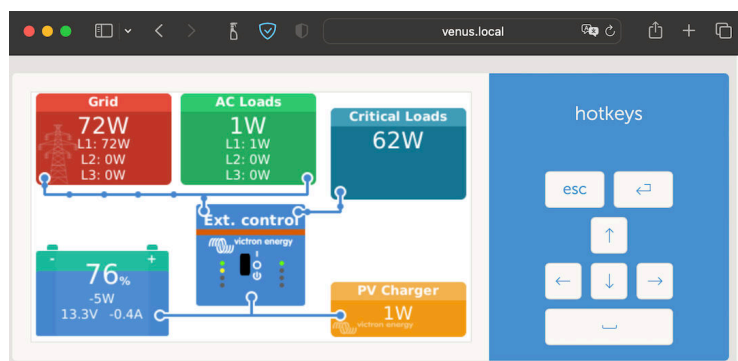 venus.local
Grid
72W
L1: 72W
L2: 0W
L3: 0W
AC Loads
1W
L1: 1W
L2: 0W
L3: 0W
Critical Loads
62W
Ext. control
victron energy
- +
76%
-5W
13.3V -0.4A
PV Charger
1W
victron energy
hotkeys
esc